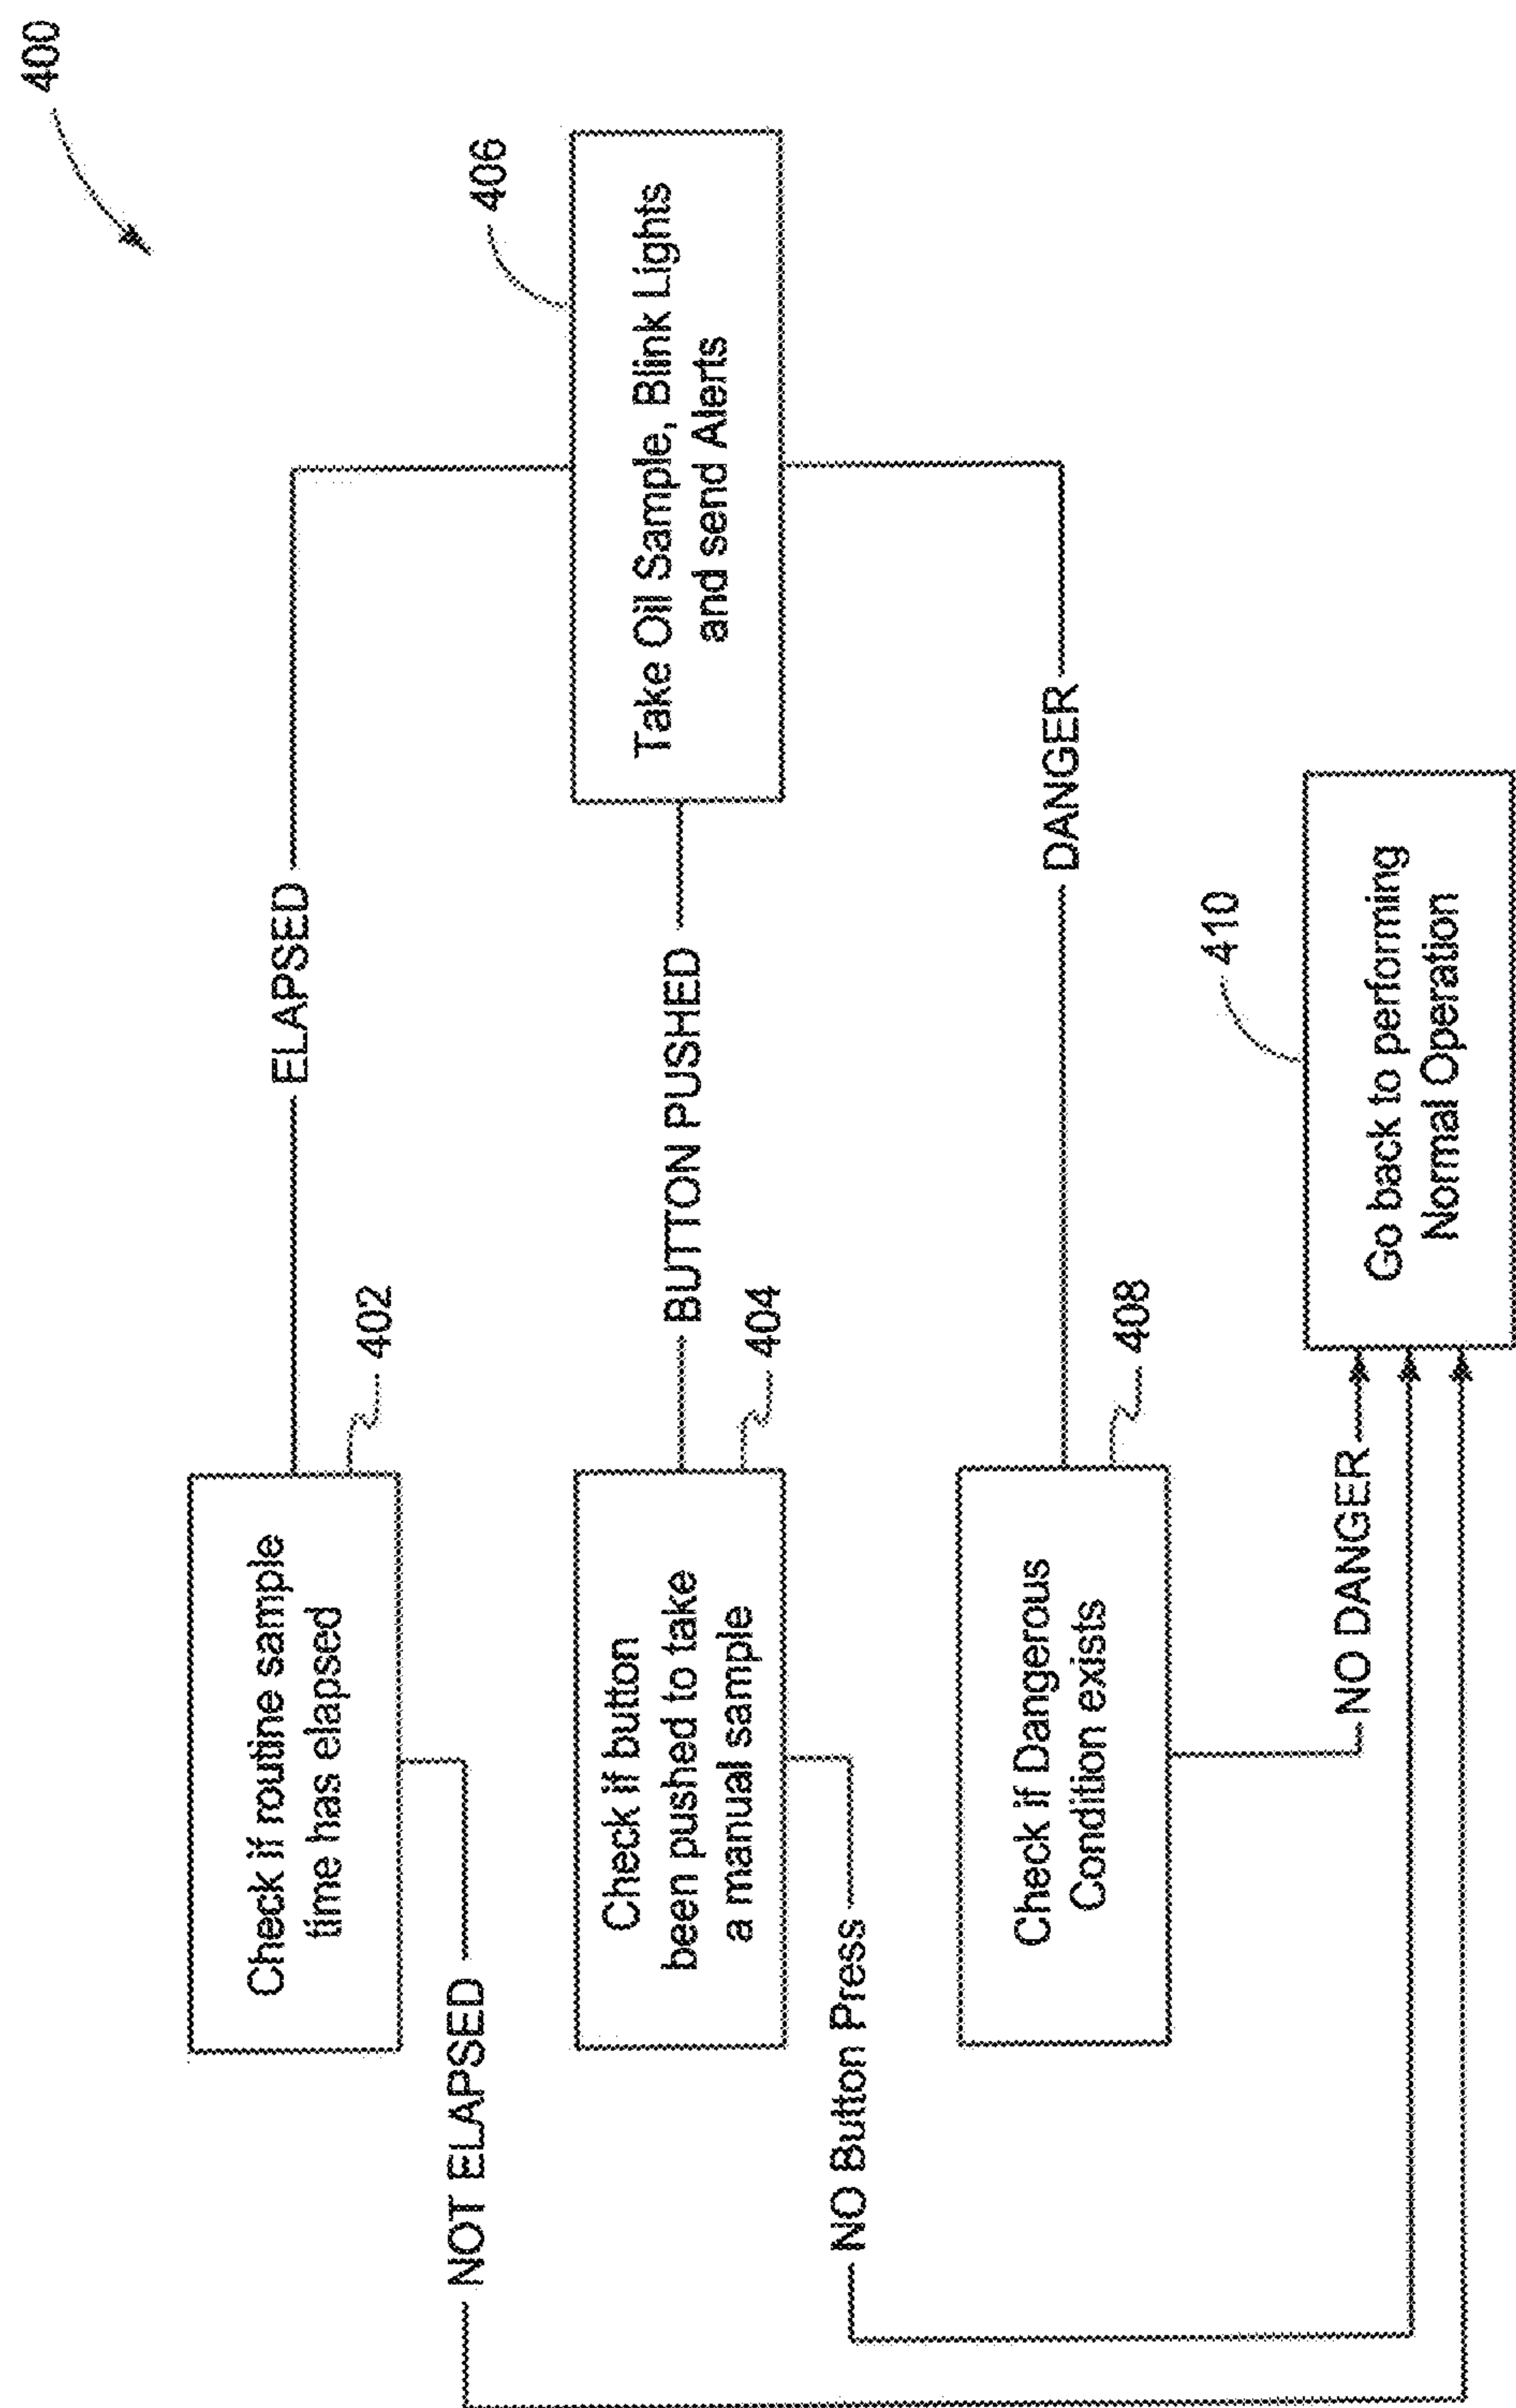 400
Check if routine sample
time has elapsed
402
ELAPSED
NOT ELAPSED
Check if button
been pushed to take
a manual sample
404
BUTTON PUSHED
NO Button Press
406
Take Oil Sample, Blink Lights
and send Alerts
Check if Dangerous
Condition exists
408
DANGER
NO DANGER
410
Go back to performing
Normal Operation